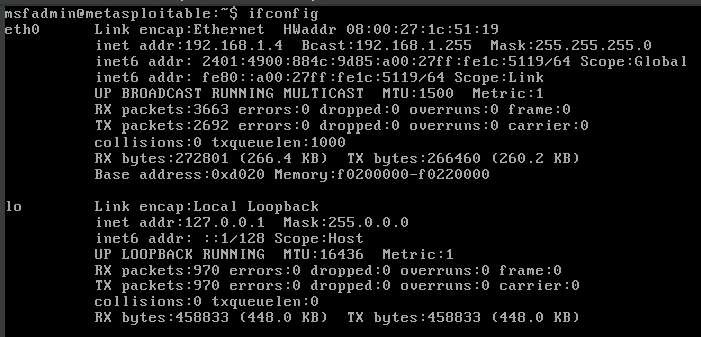 msfadmin@metasploitable:~$ ifconfig
eth0      Link encap:Ethernet  HWaddr 08:00:27:1c:51:19
          inet addr:192.168.1.4  Bcast:192.168.1.255  Mask:255.255.255.0
          inet6 addr: 2401:4900:884c:9d85:a00:27ff:fe1c:5119/64 Scope:Global
          inet6 addr: fe80::a00:27ff:fe1c:5119/64 Scope:Link
          UP BROADCAST RUNNING MULTICAST  MTU:1500  Metric:1
          RX packets:3663 errors:0 dropped:0 overruns:0 frame:0
          TX packets:2692 errors:0 dropped:0 overruns:0 carrier:0
          collisions:0 txqueuelen:1000
          RX bytes:272801 (266.4 KB)  TX bytes:266460 (260.2 KB)
          Base address:0xd020 Memory:f0200000-f0220000
lo        Link encap:Local Loopback
          inet addr:127.0.0.1  Mask:255.0.0.0
          inet6 addr: ::1/128 Scope:Host
          UP LOOPBACK RUNNING  MTU:16436  Metric:1
          RX packets:970 errors:0 dropped:0 overruns:0 frame:0
          TX packets:970 errors:0 dropped:0 overruns:0 carrier:0
          collisions:0 txqueuelen:0
          RX bytes:458833 (448.0 KB)  TX bytes:458833 (448.0 KB)